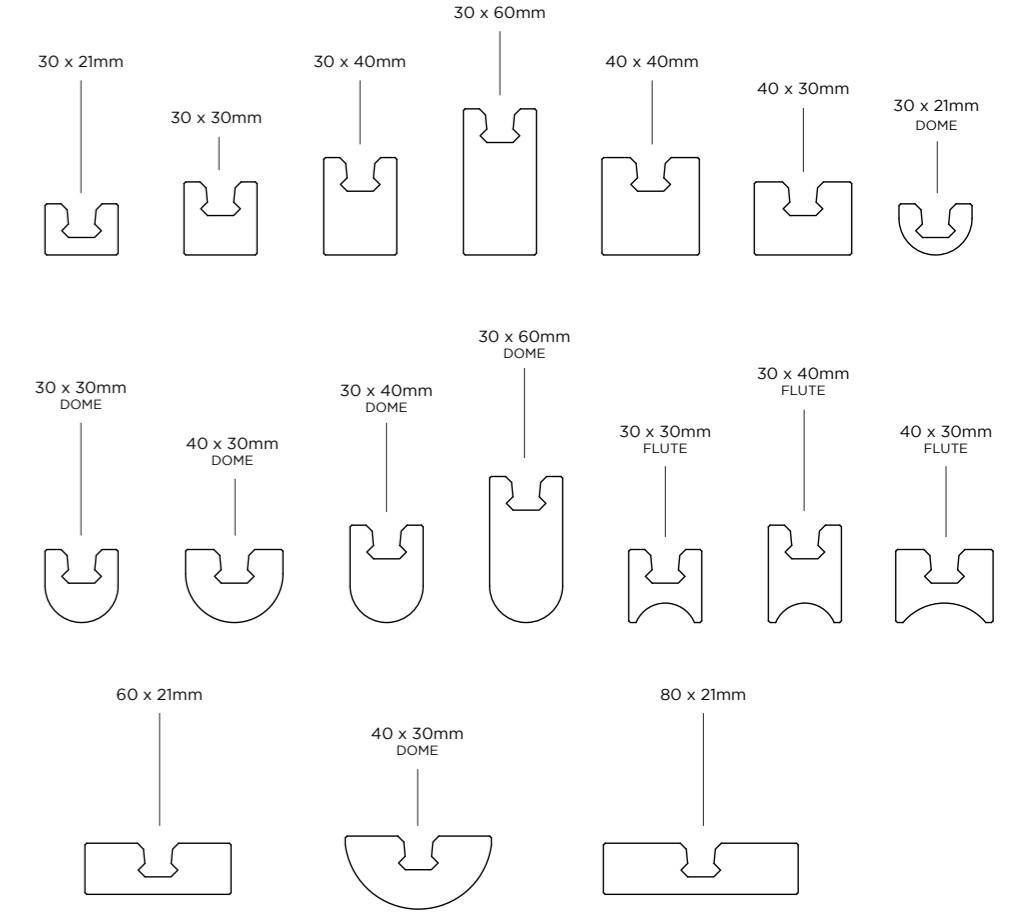 30 x 21mm
30 x 30mm
30 x 40mm
30 x 60mm
40 x 40mm
40 x 30mm
30 x 21mm
DOME
30 x 30mm
DOME
40 x 30mm
DOME
30 x 40mm
DOME
30 x 60mm
DOME
30 x 30mm
FLUTE
30 x 40mm
FLUTE
40 x 30mm
FLUTE
60 x 21mm
40 x 30mm
DOME
80 x 21mm